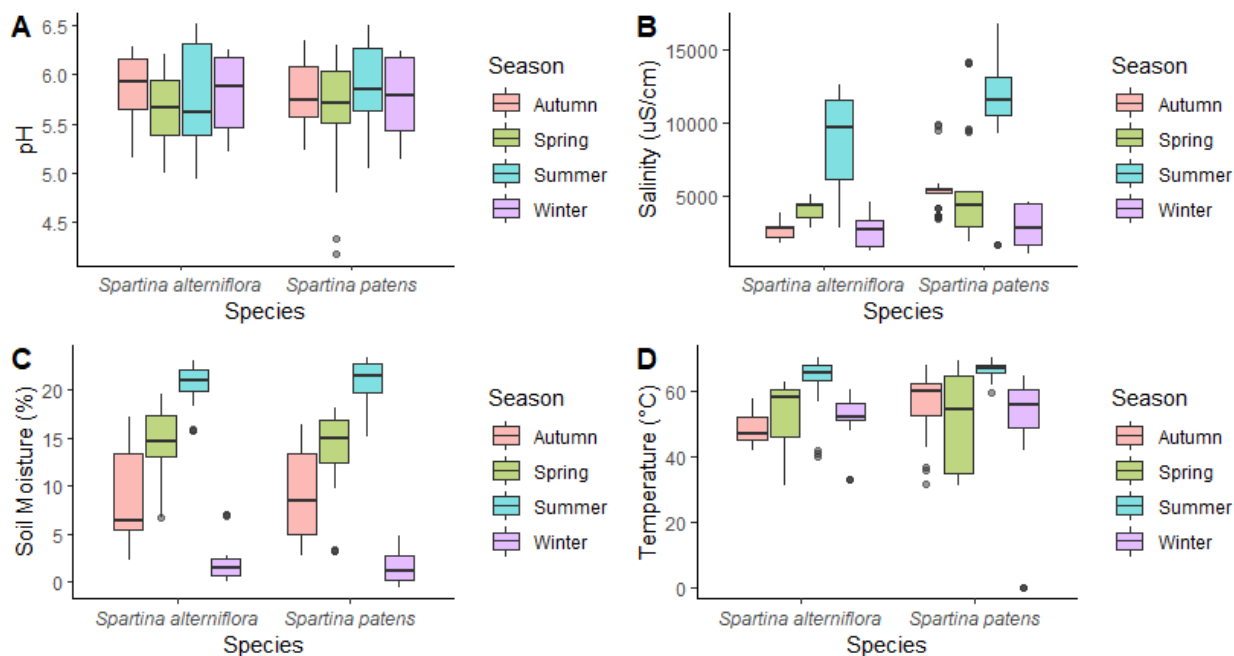 A
pH
6.5
6.0
5.5
5.0
4.5
Spartina alterniflora
Spartina patens
Species
Season
Autumn
Spring
Summer
Winter
B
Salinity (uS/cm)
15000
10000
5000
Spartina alterniflora
Spartina patens
Species
Season
Autumn
Spring
Summer
Winter
C
Soil Moisture (%)
20
15
10
5
0
Spartina alterniflora
Spartina patens
Species
Season
Autumn
Spring
Summer
Winter
D
Temperature (°C)
60
40
20
0
Spartina alterniflora
Spartina patens
Species
Season
Autumn
Spring
Summer
Winter